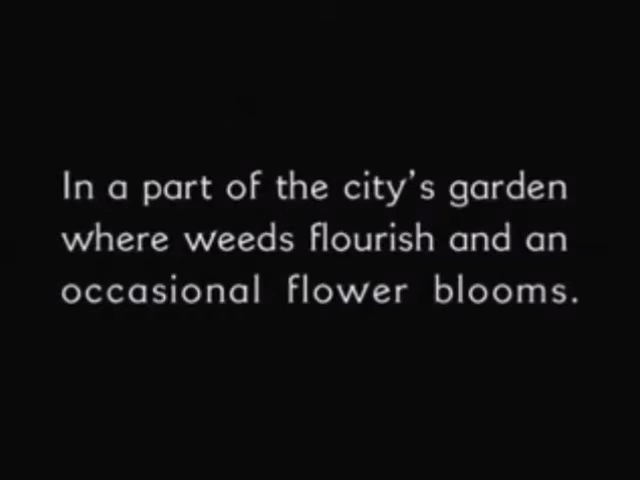 In a part of the city's garden
where weeds flourish and an
occasional flower blooms.